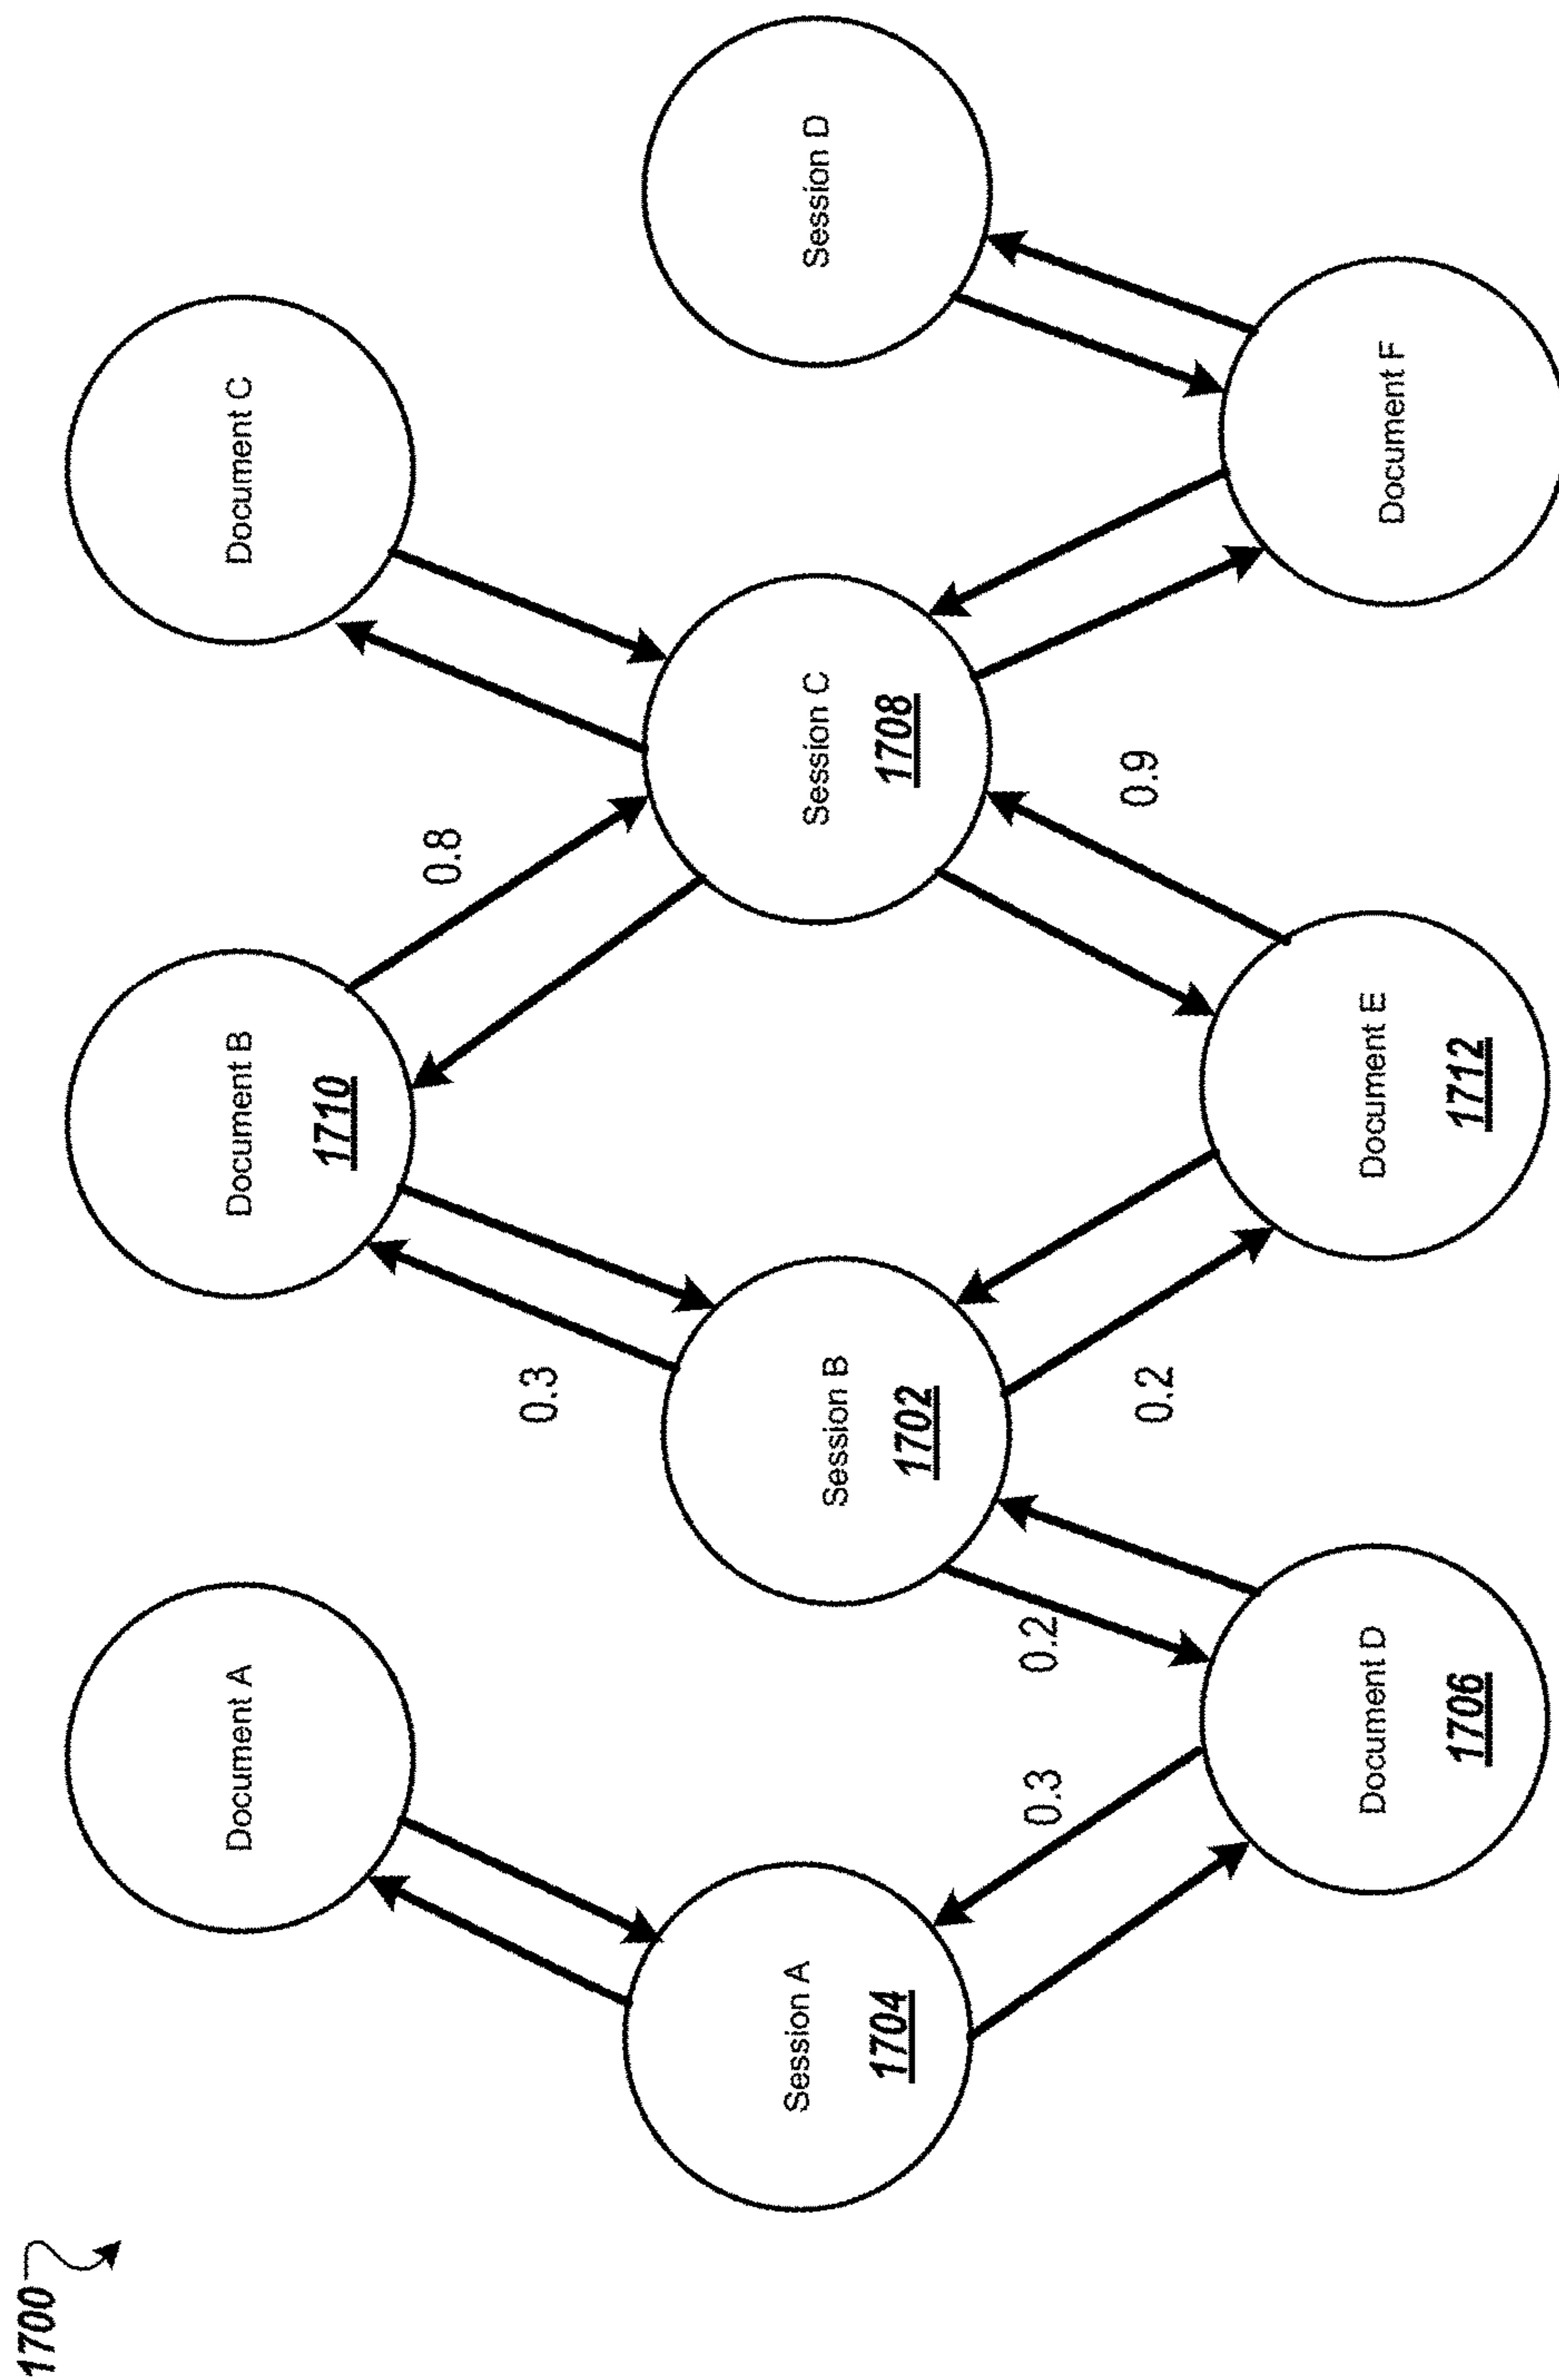 1700
Document A
Document B
1710
Document C
0.3
0.8
Session A
1704
Session B
1702
Session C
1708
Session D
0.3
0.2
0.2
0.9
Document D
1706
Document E
1712
Document F